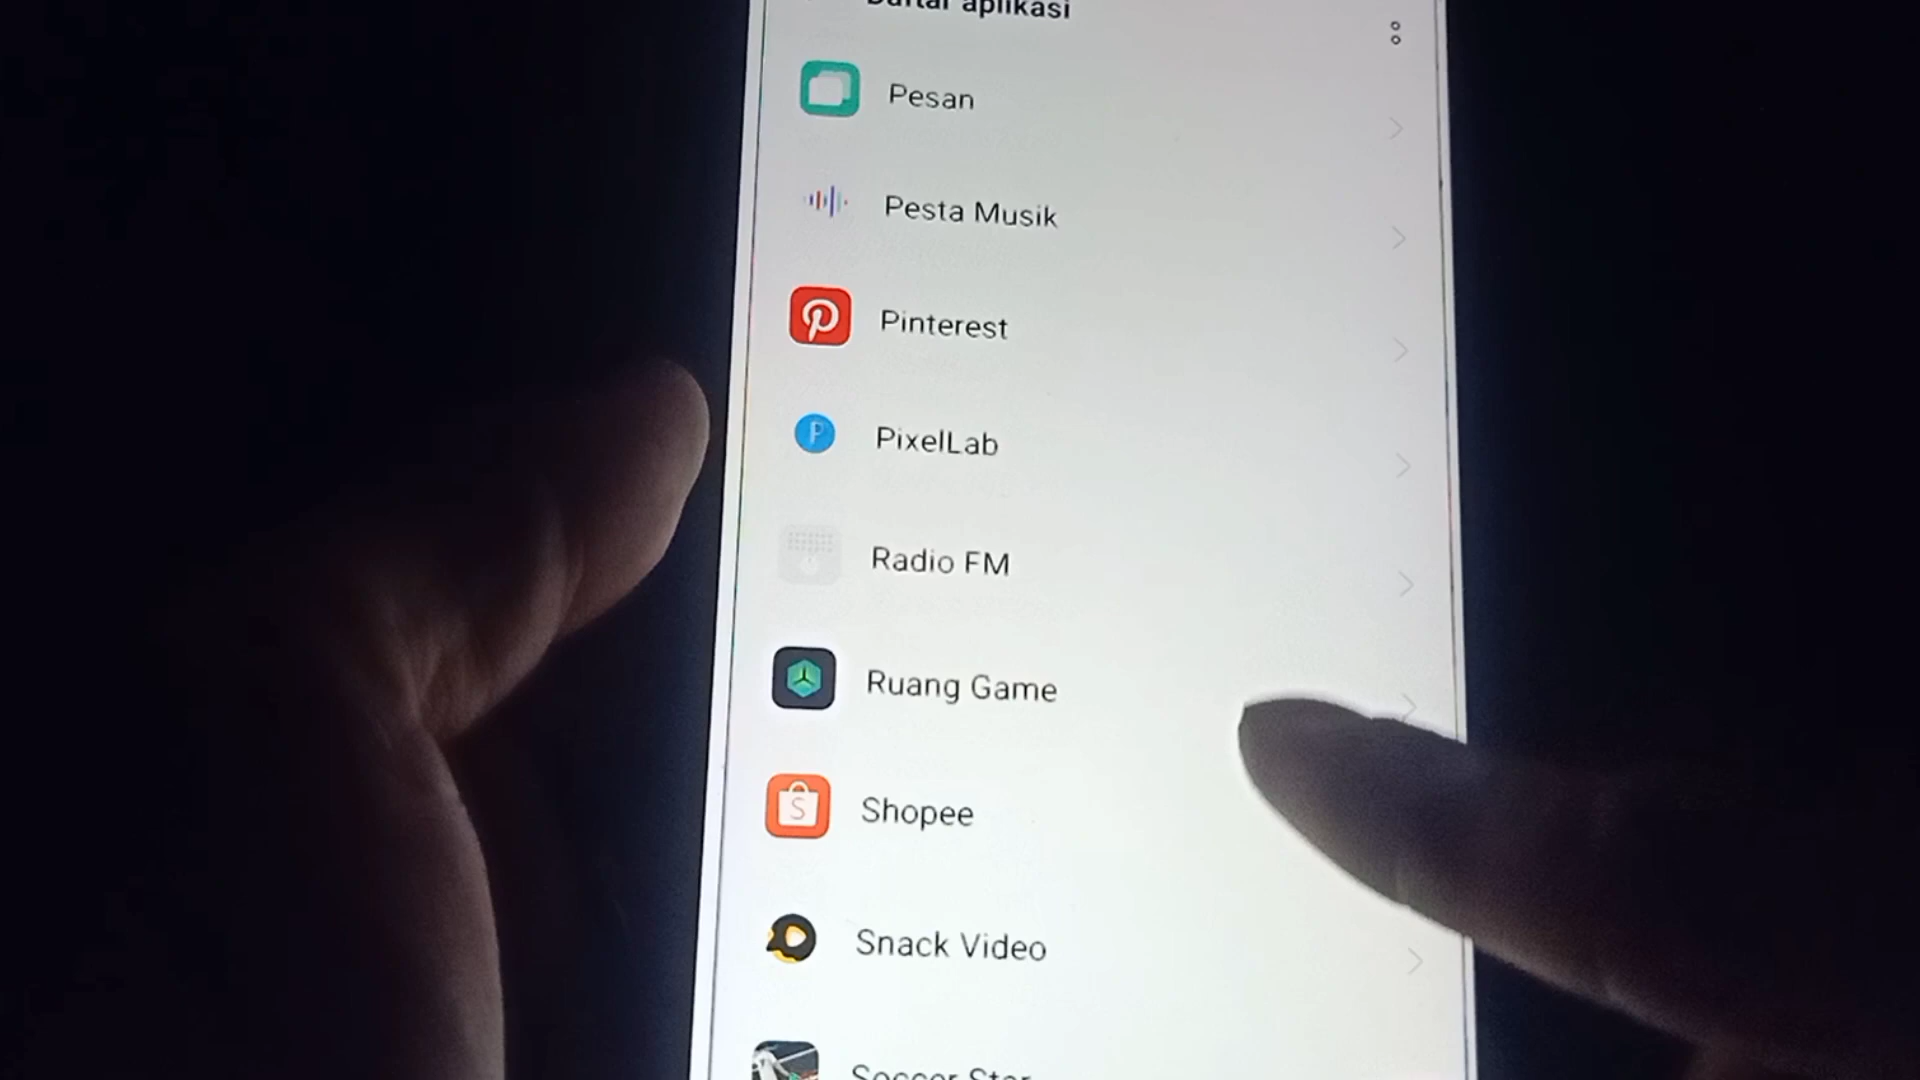 Daftar aplikasi
Pesan
Pesta Musik
Pinterest
PixelLab
Radio FM
Ruang Game
Shopee
Snack Video
Soccer Star